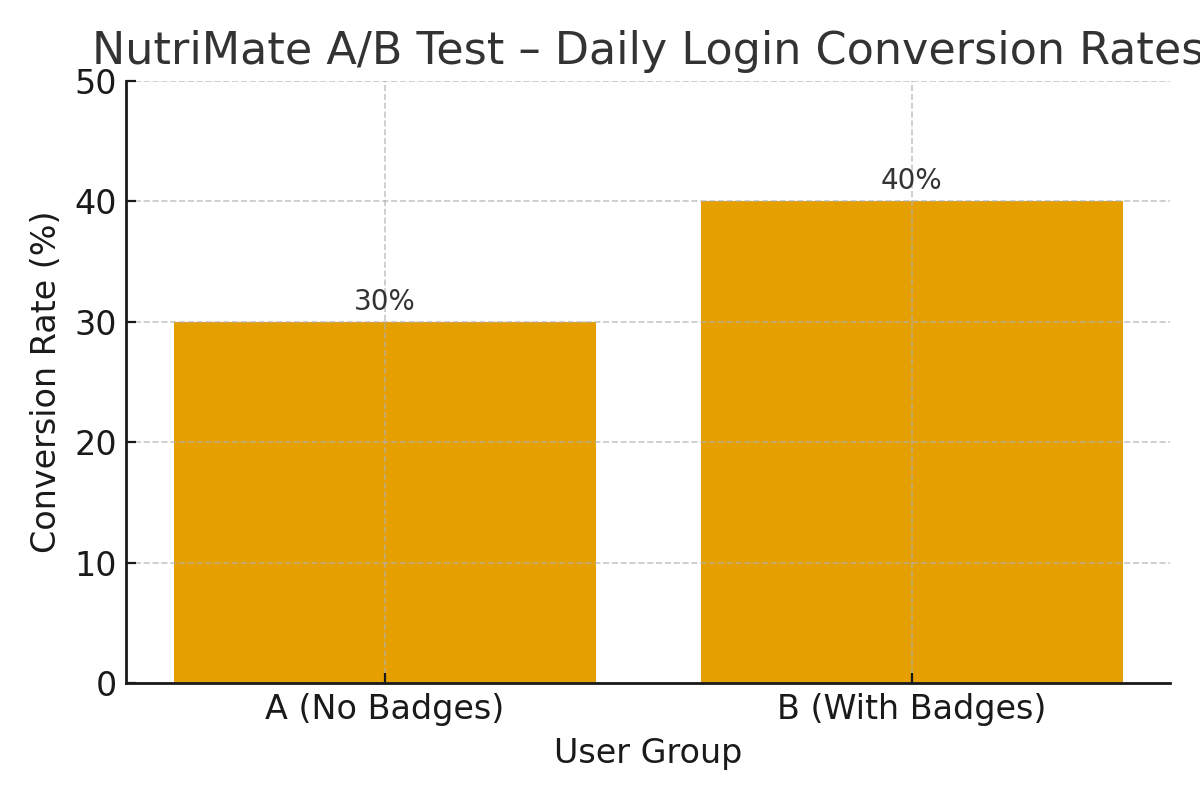 NutriMate A/B Test – Daily Login Conversion Rates
50
40
30
20
10
0
Conversion Rate (%)
30%
40%
A (No Badges)
B (With Badges)
User Group